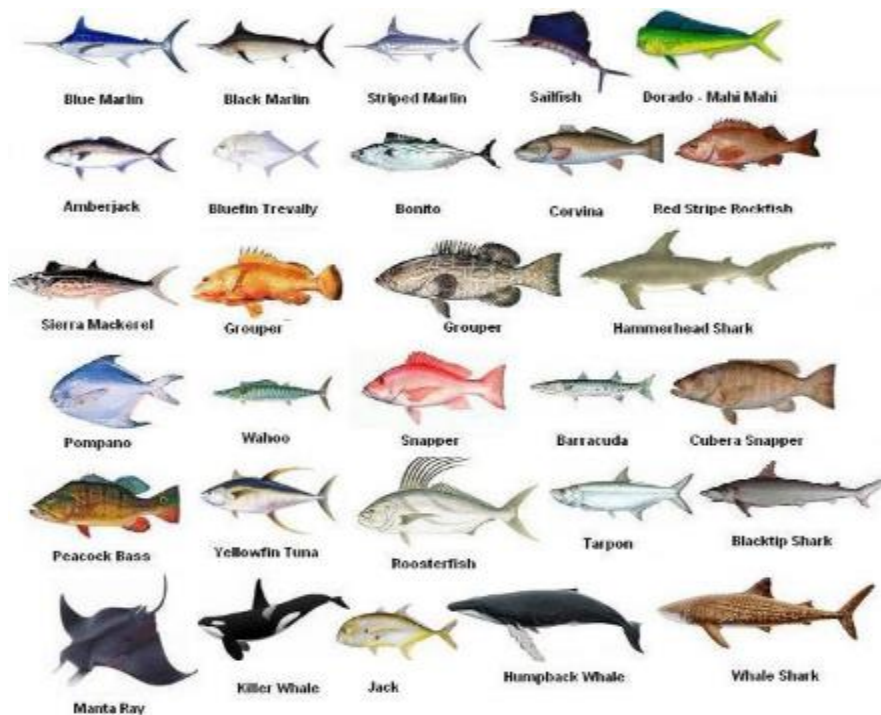 Blue Marlin
Black Marlin
Striped Marlin
Sailfish
Dorado - Mahi Mahi
Amberjack
Bluefin Trevally
Bonito
Corvina
Red Stripe Rockfish
Sierra Mackerel
Grouper
Grouper
Hammerhead Shark
Pompano
Wahoo
Snapper
Barracuda
Cubera Snapper
Peacock Bass
Yellowfin Tuna
Roosterfish
Tarpon
Blacktip Shark
Manta Ray
Killer Whale
Jack
Humpback Whale
Whale Shark